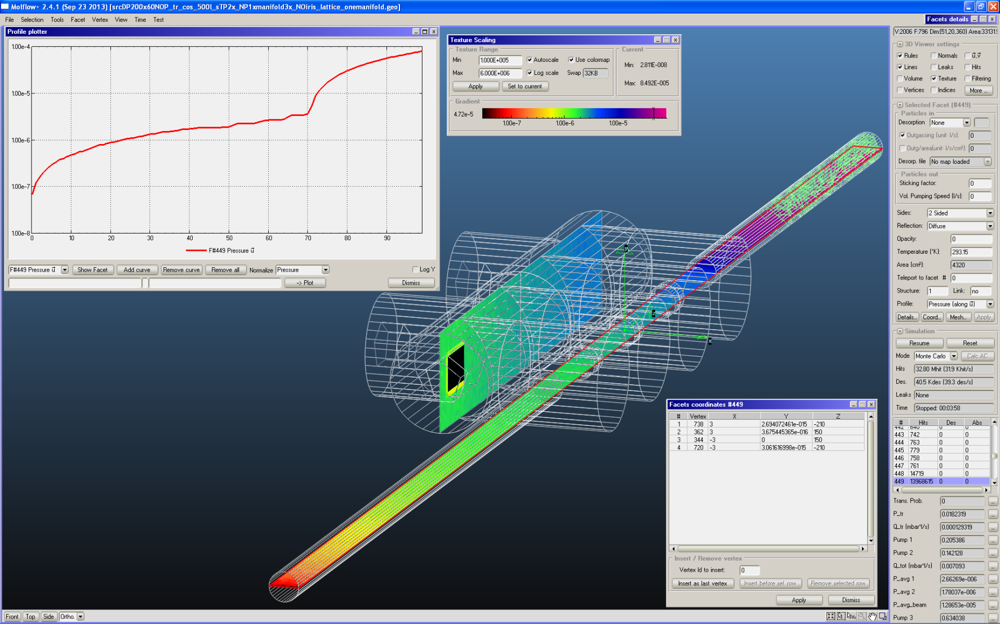 Molflow+ 2.4.1 (Sep 23 2013) [srcDP200x60NOP_tr_cos_500l_sTP2x_NP1xmanifold3x_NOiris_lattice_onemanifold.geo]
File Selection Tools Facet Vertex View Time Test
Profile plotter
1.00e-4
1.00e-5
1.00e-6
1.00e-7
1.00e-8
0 10 20 30 40 50 60 70 80 90
F#449 Pressure ū
F#449 Pressure ū Show Facet Add curve Remove curve Remove all Normalize Pressure Log Y
-> Plot Dismiss
Texture Scaling
Texture Range Current
Min 1.000E+005 Autoscale Use colormap Min: 2.811E-008
Max 6.000E+006 Log scale Swap 32KB Max: 8.492E-005
Apply Set to current
Gradient
4.72e-5
1.00e-7 1.00e-6 1.00e-5
Facets coordinates #449
# Vertex X Y Z
1 738 3 2.694072461e-015 -210
2 362 3 3.675445365e-016 150
3 344 -3 0 150
4 720 -3 3.061616998e-015 -210
Insert / Remove vertex
Vertex Id to insert: 0
Insert as last vertex Insert before sel. row Remove selected row
Apply Dismiss
Front Top Side Ortho.
Facets details
V:2006 F:796 Dim:(51,20,360) Area:33131.
3D Viewer settings
Rules Normals ū,v̄
Lines Leaks Hits
Volume Texture Filtering
Vertices Indices More ...
Selected Facet (#449)
Particles in
Desorption None
Outgassing (unit· l/s): 0
Outg/area(unit· l/s/cm²): 0
Desorp. file No map loaded
Particles out
Sticking factor: 0
Vol. Pumping Speed (l/s): 0
Sides: 2 Sided
Reflection: Diffuse
Opacity: 0
Temperature (°K): 293.15
Area (cm²): 4320
Teleport to facet # 0
Structure: 1 Link: no
Profile: Pressure (along ū)
Details... Coord... Mesh... Apply
Simulation
Resume Reset
Mode Monte Carlo Calc AC
Hits 32.80 Mhit (31.9 Khit/s)
Des. 40.5 Kdes (39.3 des/s)
Leaks None
Time Stopped: 00:03:58
# Hits Des Abs
442 640 0 0
443 742 0 0
444 763 0 0
445 779 0 0
446 758 0 0
447 761 0 0
448 14719 0 0
449 13968615 0 0
Trans. Prob. 0 ...
P_tr 0.0182319 ...
Q_tr (mbar*l/s) 0.000129319 ...
Pump 1 0.205386 ...
Pump 2 0.142128 ...
Q_tot (mbar*l/s) 0.007093 ...
P_avg 1 2.66269e-006 ...
P_avg 2 1.78037e-006 ...
P_avg_beam 1.28653e-005 ...
Pump 3 0.634038 ...